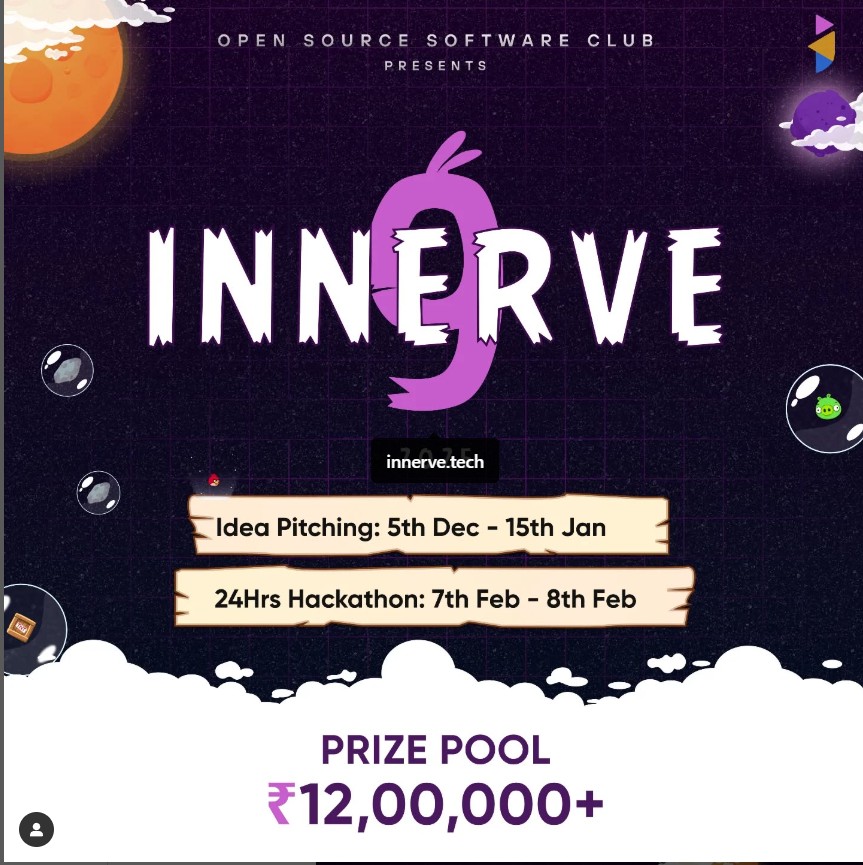 OPEN SOURCE SOFTWARE CLUB
PRESENTS
9
INNERVE
innerve.tech
Idea Pitching: 5th Dec - 15th Jan
24Hrs Hackathon: 7th Feb - 8th Feb
PRIZE POOL
₹12,00,000+